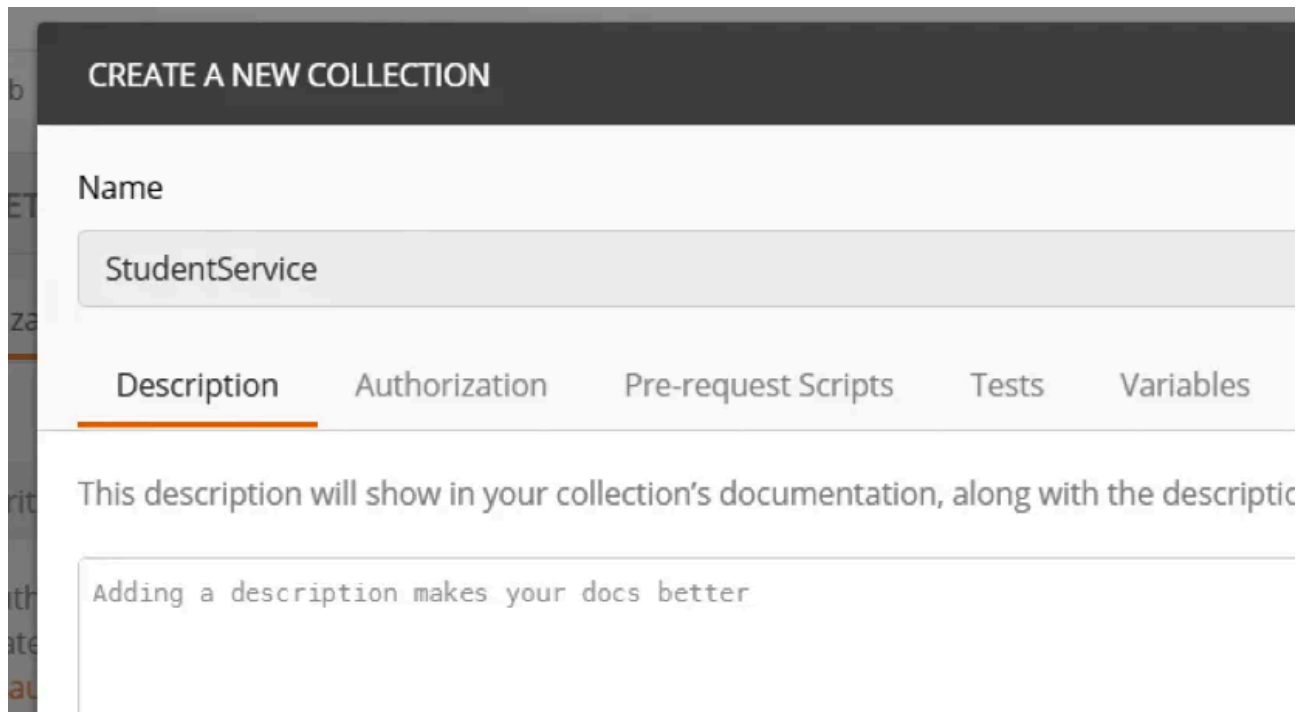 CREATE A NEW COLLECTION
Name
StudentService
Description Authorization Pre-request Scripts Tests Variables
This description will show in your collection’s documentation, along with the
Adding a description makes your docs better